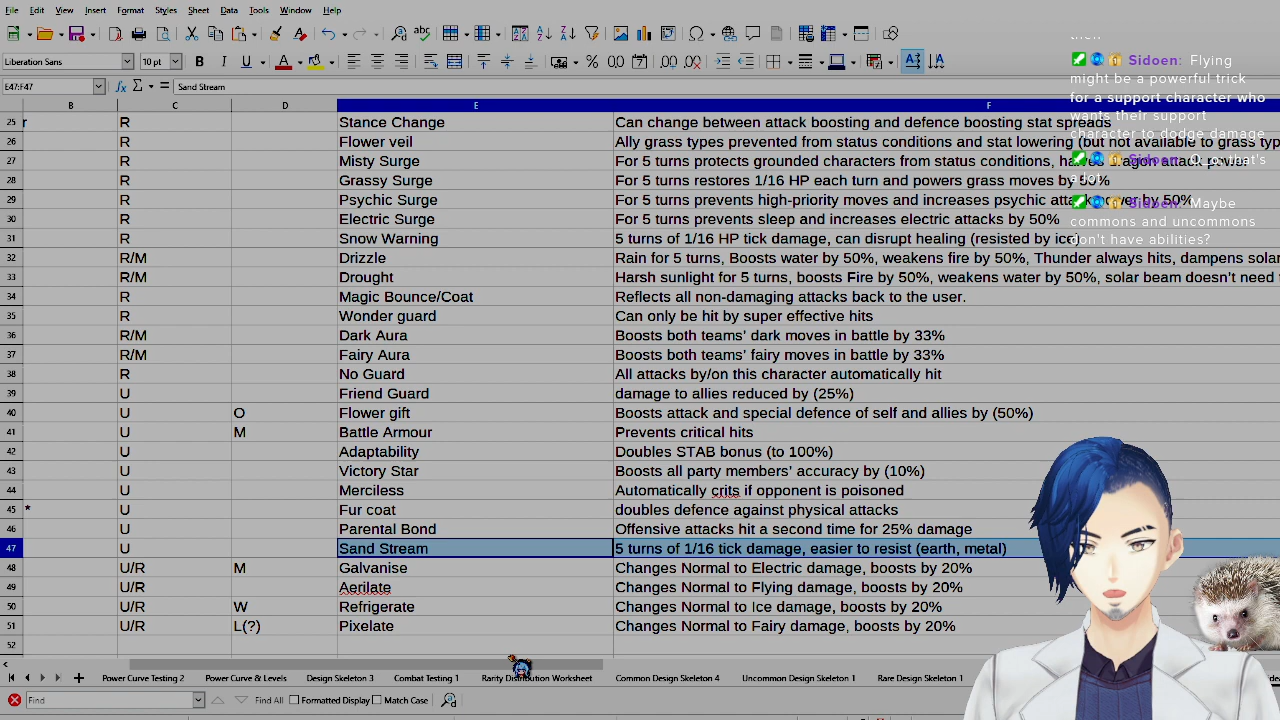 File Edit View Insert Format Styles Sheet Data Tools Window Help
Liberation Sans 10 pt
E47:F47 Sand Stream
B C D E F
25 r R Stance Change Can change between attack boosting and defence boosting stat spreads
26 R Flower veil Ally grass types prevented from status conditions and stat lowering (but not available to grass typ
27 R Misty Surge For 5 turns protects grounded characters from status conditions,
28 R Grassy Surge For 5 turns restores 1/16 HP each turn and powers grass moves by 50%
29 R Psychic Surge For 5 turns prevents high-priority moves and increases psychic attack power by 50%
30 R Electric Surge For 5 turns prevents sleep and increases electric attacks by 50%
31 R Snow Warning 5 turns of 1/16 HP tick damage, can disrupt healing (resisted by ice)
32 R/M Drizzle Rain for 5 turns, Boosts water by 50%, weakens fire by 50%, Thunder always hits, dampens solar
33 R/M Drought Harsh sunlight for 5 turns, boosts Fire by 50%, weakens water by 50%, solar beam doesn't need
34 R Magic Bounce/Coat Reflects all non-damaging attacks back to the user.
35 R Wonder guard Can only be hit by super effective hits
36 R/M Dark Aura Boosts both teams' dark moves in battle by 33%
37 R/M Fairy Aura Boosts both teams' fairy moves in battle by 33%
38 R No Guard All attacks by/on this character automatically hit
39 U Friend Guard damage to allies reduced by (25%)
40 U O Flower gift Boosts attack and special defence of self and allies by (50%)
41 U M Battle Armour Prevents critical hits
42 U Adaptability Doubles STAB bonus (to 100%)
43 U Victory Star Boosts all party members' accuracy by (10%)
44 U Merciless Automatically crits if opponent is poisoned
45 * U Fur coat doubles defence against physical attacks
46 U Parental Bond Offensive attacks hit a second time for 25% damage
47 U Sand Stream 5 turns of 1/16 tick damage, easier to resist (earth, metal)
48 U/R M Galvanise Changes Normal to Electric damage, boosts by 20%
49 U/R Aerilate Changes Normal to Flying damage, boosts by 20%
50 U/R W Refrigerate Changes Normal to Ice damage, boosts by 20%
51 U/R L(?) Pixelate Changes Normal to Fairy damage, boosts by 20%
52
Power Curve Testing 2 Power Curve & Levels Design Skeleton 3 Combat Testing 1 Rarity Distribution Worksheet Common Design Skeleton 4 Uncommon Design Skeleton 1 Rare Design Skeleton 1
Find Find All Formatted Display Match Case
then
Sidoen: Flying
might be a powerful trick
for a support character who
wants their support
character to dodge damage
Sidoen: O_o that's
a lot
Sidoen: Maybe
commons and uncommons
don't have abilities?